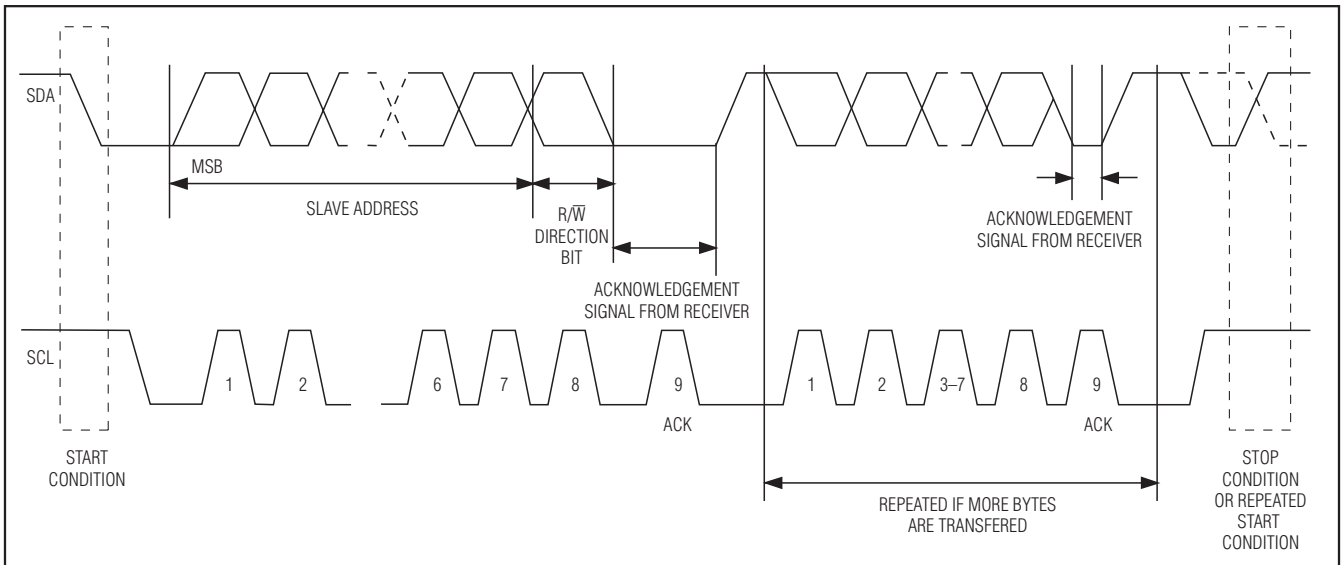 SDA
MSB
SLAVE ADDRESS
R/W̅
DIRECTION
BIT
ACKNOWLEDGEMENT
SIGNAL FROM RECEIVER
ACKNOWLEDGEMENT
SIGNAL FROM RECEIVER
SCL
1
2
6
7
8
9
1
2
3–7
8
9
ACK
ACK
START
CONDITION
REPEATED IF MORE BYTES
ARE TRANSFERED
STOP
CONDITION
OR REPEATED
START
CONDITION